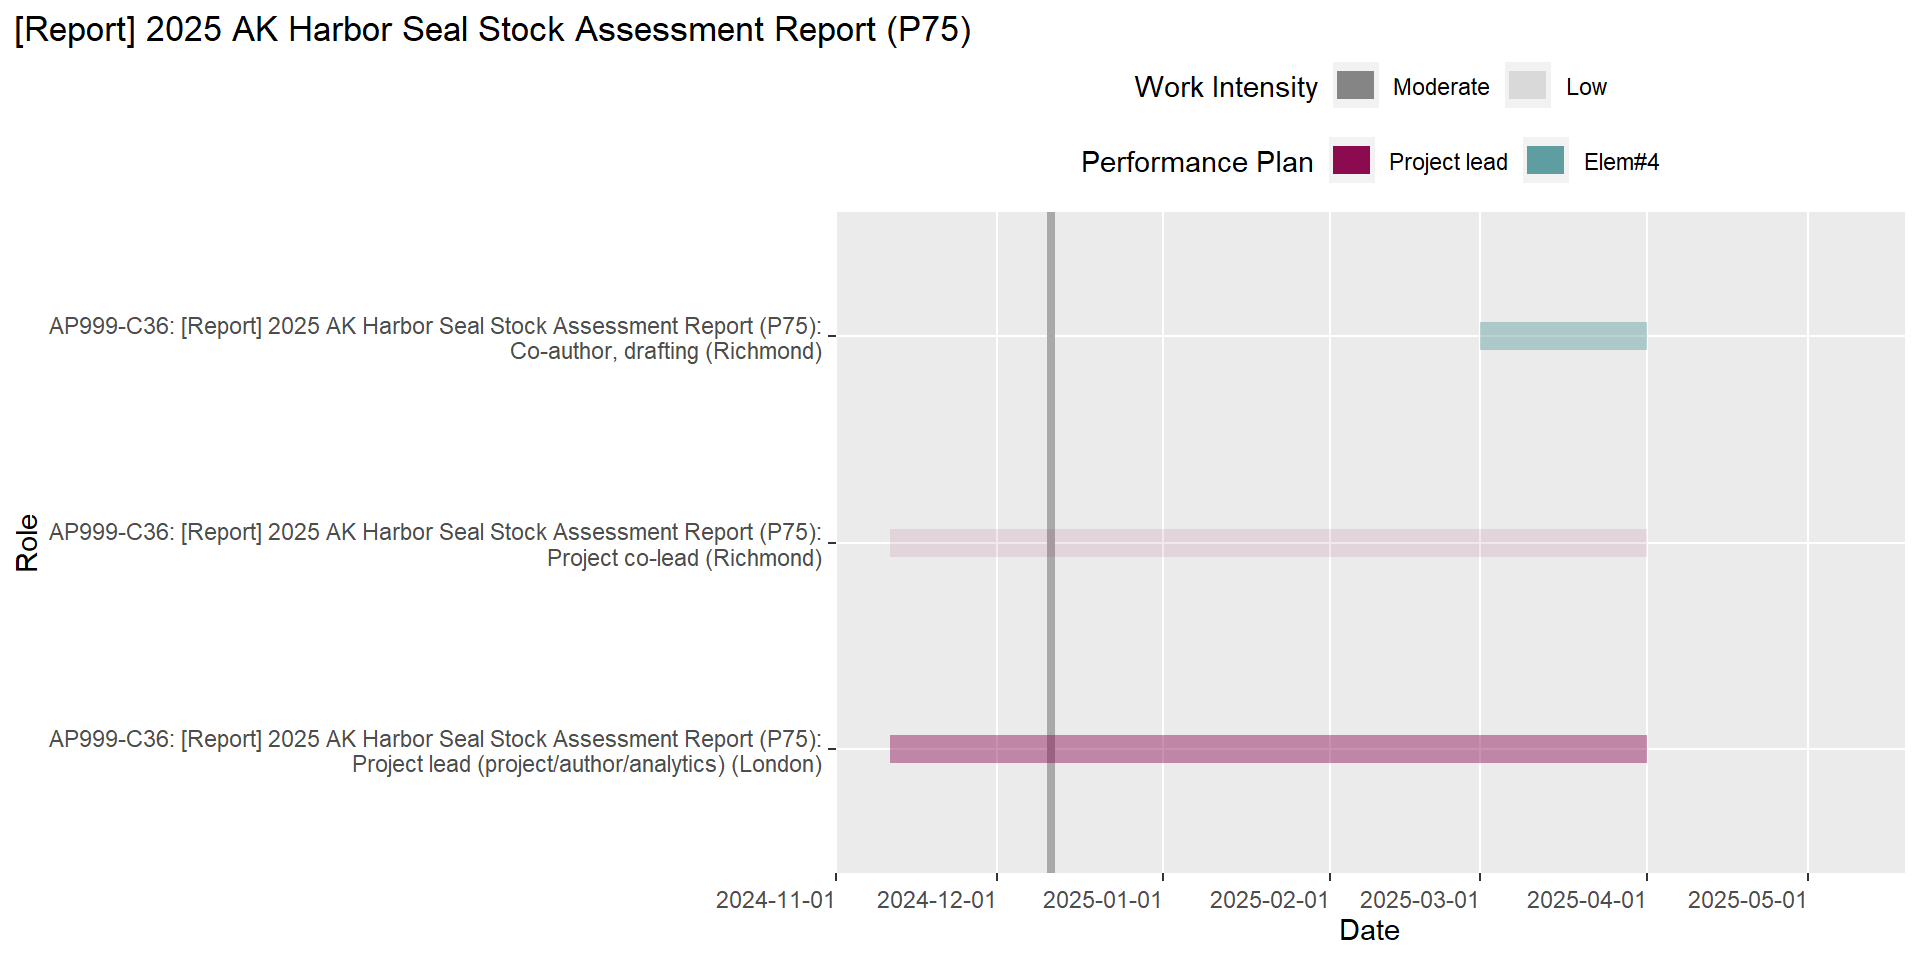 [Report] 2025 AK Harbor Seal Stock Assessment Report (P75)
Work Intensity Moderate Low
Performance Plan Project lead Elem#4
AP999-C36: [Report] 2025 AK Harbor Seal Stock Assessment Report (P75):
Co-author, drafting (Richmond)
Role
AP999-C36: [Report] 2025 AK Harbor Seal Stock Assessment Report (P75):
Project co-lead (Richmond)
AP999-C36: [Report] 2025 AK Harbor Seal Stock Assessment Report (P75):
Project lead (project/author/analytics) (London)
2024-11-01 2024-12-01 2025-01-01 2025-02-01 2025-03-01 2025-04-01 2025-05-01
Date